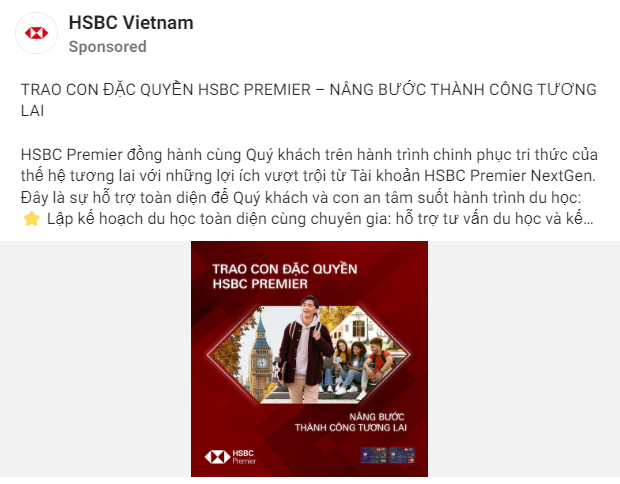 HSBC Vietnam
Sponsored
TRAO CON ĐẶC QUYỀN HSBC PREMIER – NÂNG BƯỚC THÀNH CÔNG TƯƠNG
LAI
HSBC Premier đồng hành cùng Quý khách trên hành trình chinh phục tri thức của
thế hệ tương lai với những lợi ích vượt trội từ Tài khoản HSBC Premier NextGen.
Đây là sự hỗ trợ toàn diện để Quý khách và con an tâm suốt hành trình du học:
⭐ Lập kế hoạch du học toàn diện cùng chuyên gia: hỗ trợ tư vấn du học và kế...
TRAO CON ĐẶC QUYỀN
HSBC PREMIER
NÂNG BƯỚC
THÀNH CÔNG TƯƠNG LAI
HSBC
Premier